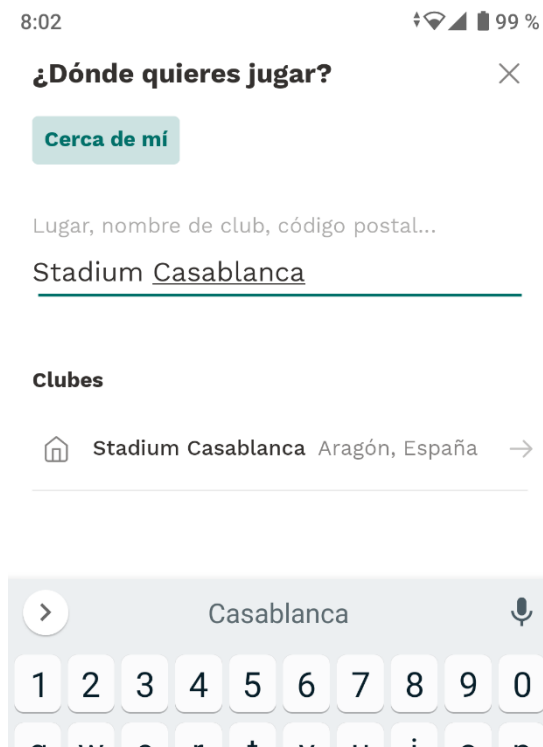 8:02 99 %
¿Dónde quieres jugar?
Cerca de mí
Lugar, nombre de club, código postal...
Stadium Casablanca
Clubes
Stadium Casablanca Aragón, España
Casablanca
1 2 3 4 5 6 7 8 9 0